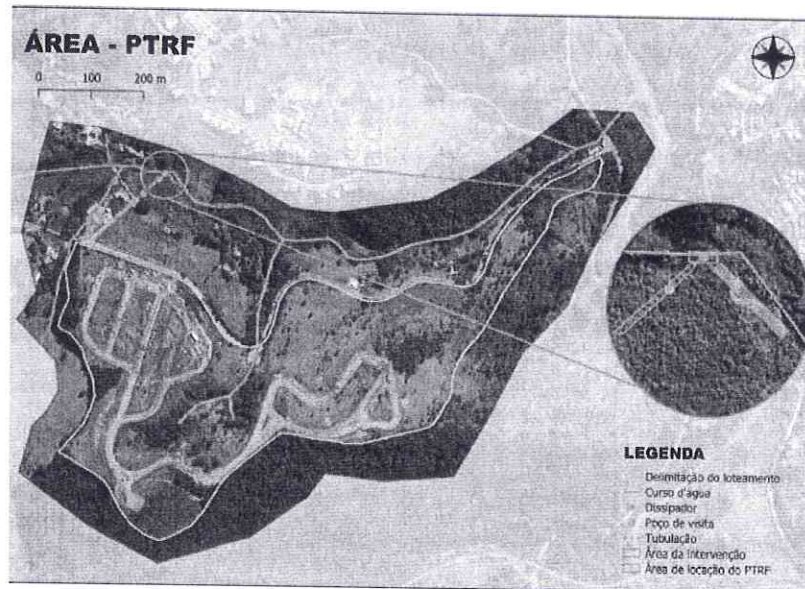 ÁREA - PTRF
0 100 200 m
LEGENDA
Delimitação do loteamento
Curso d'água
Dissipador
Poço de visita
Tubulação
Área da intervenção
Área de locação do PTRF